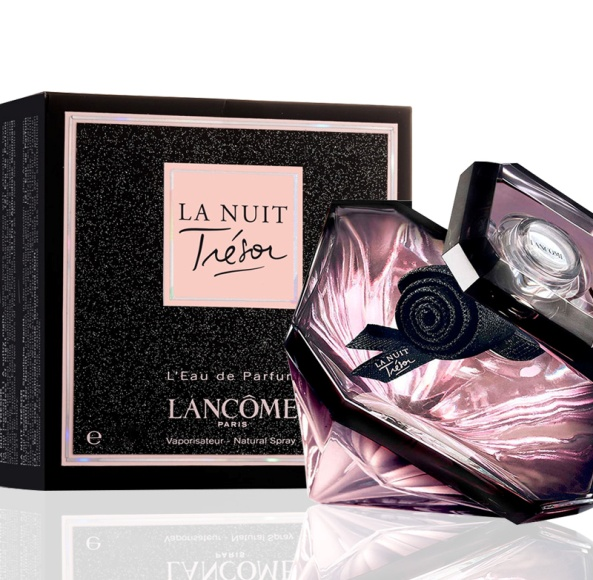 LA NUIT
Trésor
L'Eau de Parfum
LANCÔME
PARIS
e
Vaporisateur - Natural Spray
LANCÔME
LA NUIT
Trésor